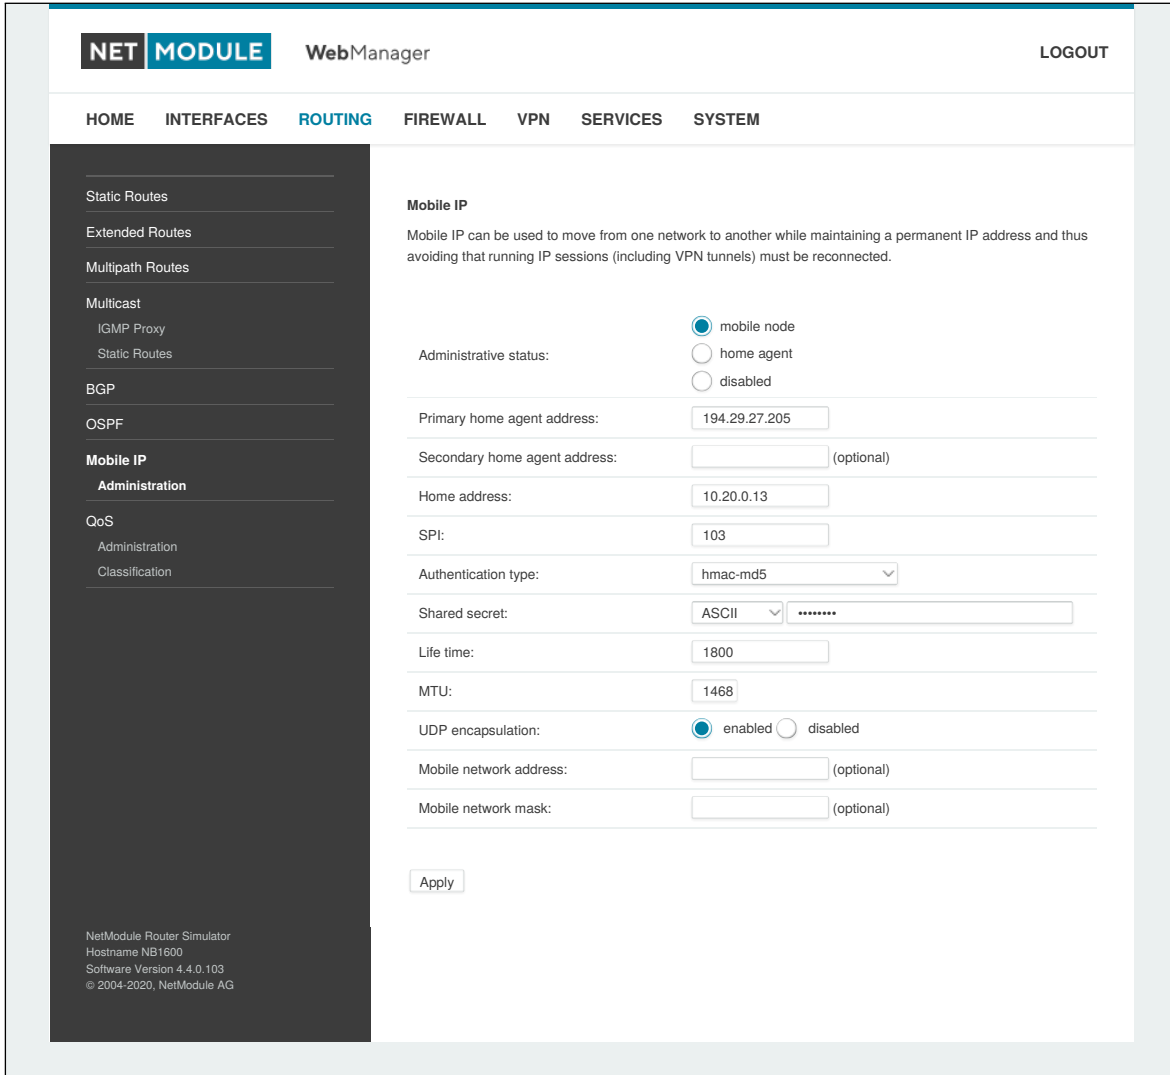 NET MODULE WebManager LOGOUT
HOME INTERFACES ROUTING FIREWALL VPN SERVICES SYSTEM
Static Routes
Extended Routes
Multipath Routes
Multicast
IGMP Proxy
Static Routes
BGP
OSPF
Mobile IP
Administration
QoS
Administration
Classification
NetModule Router Simulator
Hostname NB1600
Software Version 4.4.0.103
© 2004-2020, NetModule AG
Mobile IP
Mobile IP can be used to move from one network to another while maintaining a permanent IP address and thus
avoiding that running IP sessions (including VPN tunnels) must be reconnected.
Administrative status:
mobile node
home agent
disabled
Primary home agent address: 194.29.27.205
Secondary home agent address: (optional)
Home address: 10.20.0.13
SPI: 103
Authentication type: hmac-md5
Shared secret: ASCII ••••••••
Life time: 1800
MTU: 1468
UDP encapsulation: enabled disabled
Mobile network address: (optional)
Mobile network mask: (optional)
Apply